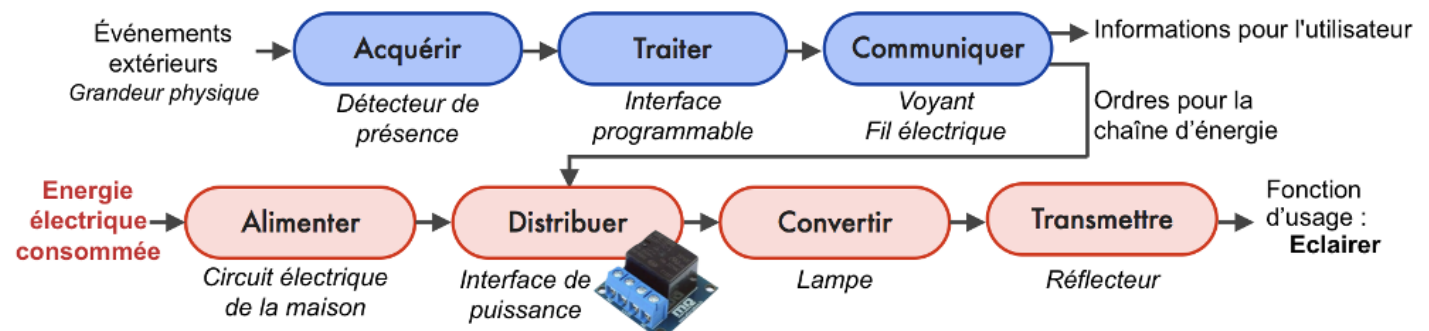 Événements
extérieurs
Grandeur physique
Acquérir
Détecteur de
présence
Traiter
Interface
programmable
Communiquer
Voyant
Fil électrique
Informations pour l'utilisateur
Ordres pour la
chaîne d'énergie
Energie
électrique
consommée
Alimenter
Circuit électrique
de la maison
Distribuer
Interface de
puissance
Convertir
Lampe
Transmettre
Réflecteur
Fonction
d'usage :
Eclairer